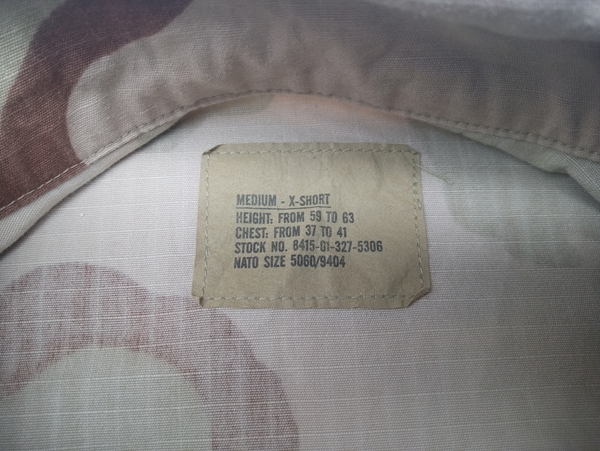 MEDIUM - X-SHORT
HEIGHT: FROM 59 TO 63
CHEST: FROM 37 TO 41
STOCK NO. 8415-01-327-5306
NATO SIZE 5060/9404